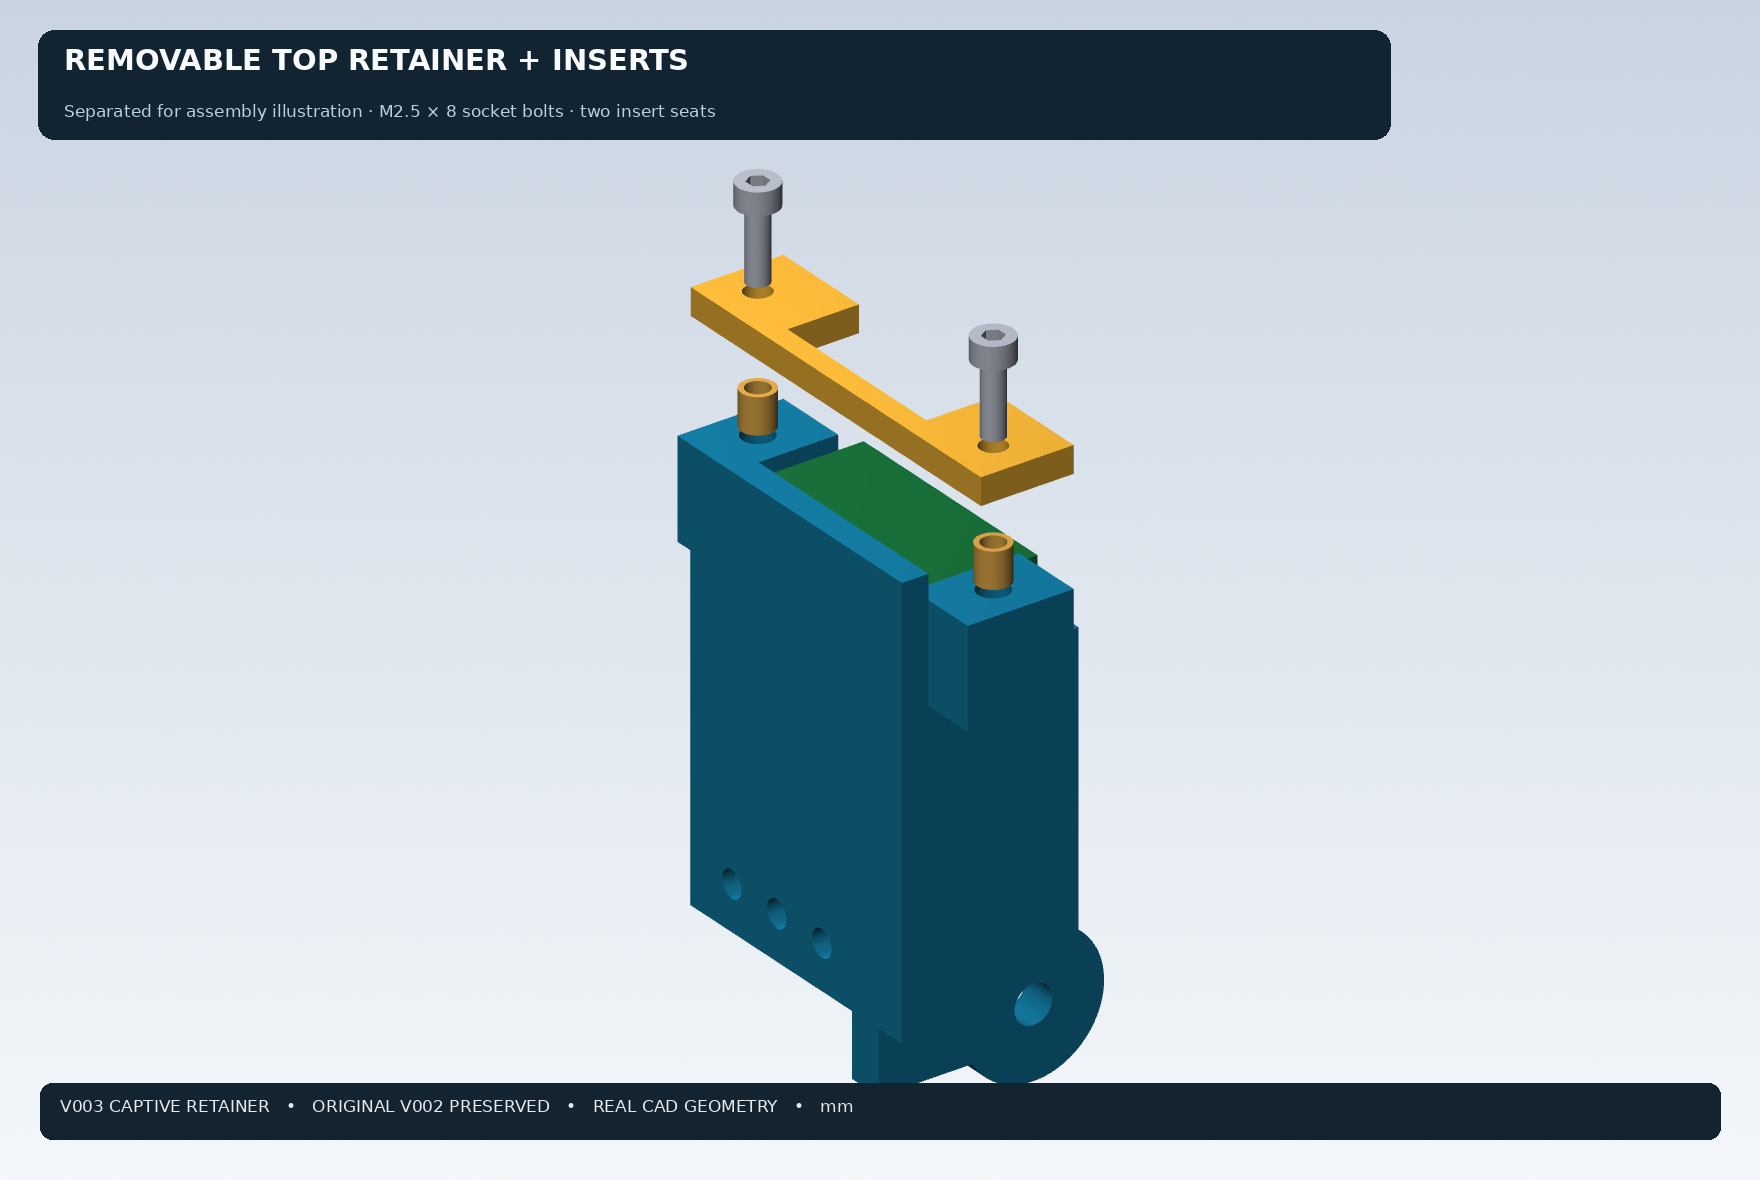 REMOVABLE TOP RETAINER + INSERTS
Separated for assembly illustration · M2.5 × 8 socket bolts · two insert seats
V003 CAPTIVE RETAINER • ORIGINAL V002 PRESERVED • REAL CAD GEOMETRY • mm